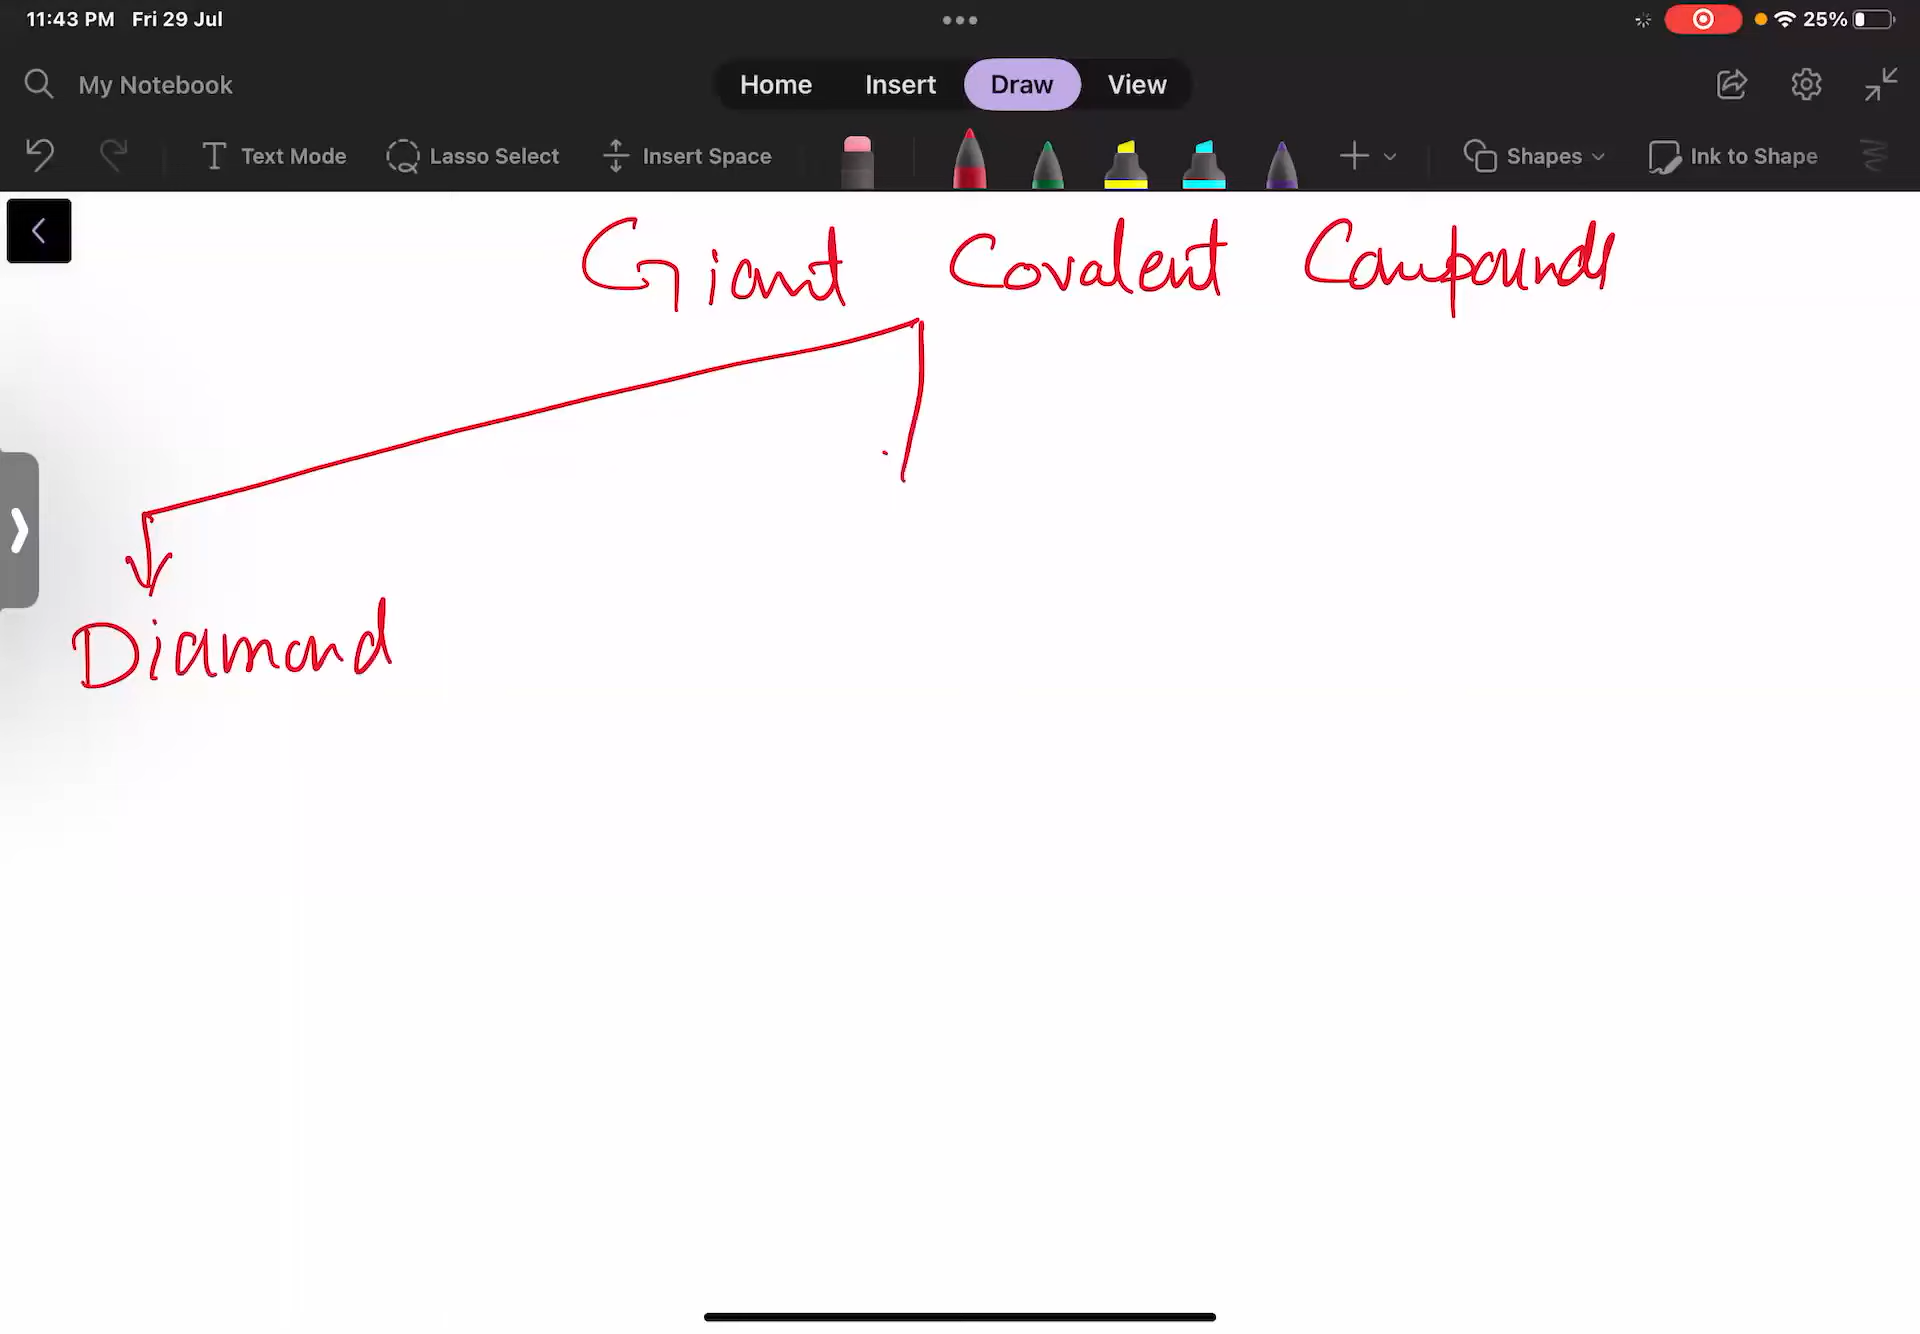 11:43 PM Fri 29 Jul 25%
My Notebook Home Insert Draw View
Text Mode Lasso Select Insert Space Shapes Ink to Shape
Giant Covalent Compounds
Diamond